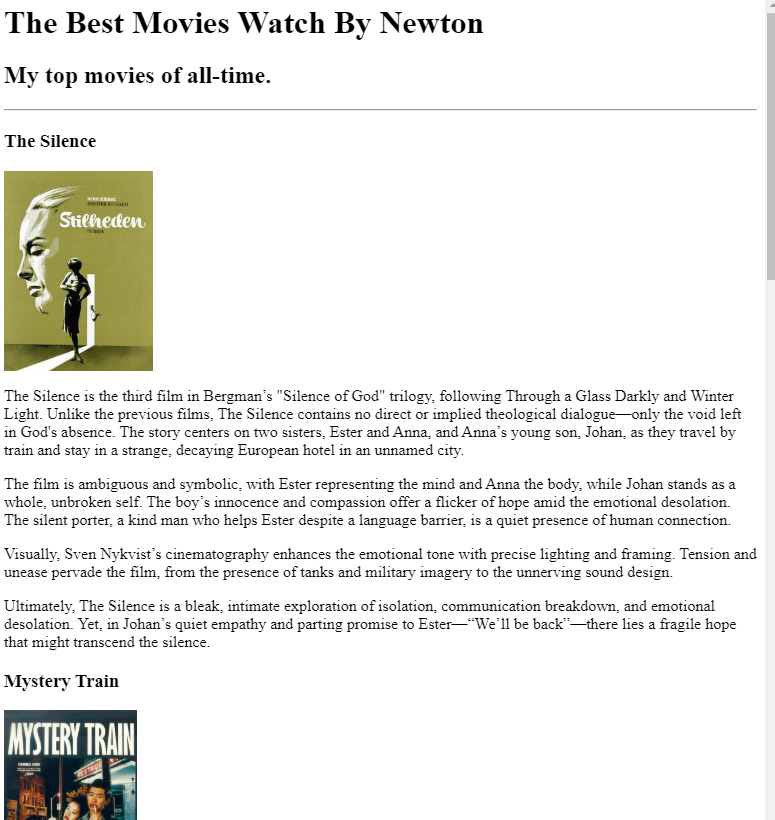 The Best Movies Watch By Newton
My top movies of all-time.
The Silence
Stilheden
The Silence is the third film in Bergman’s "Silence of God" trilogy, following Through a Glass Darkly and Winter
Light. Unlike the previous films, The Silence contains no direct or implied theological dialogue—only the void left
in God's absence. The story centers on two sisters, Ester and Anna, and Anna’s young son, Johan, as they travel by
train and stay in a strange, decaying European hotel in an unnamed city.
The film is ambiguous and symbolic, with Ester representing the mind and Anna the body, while Johan stands as a
whole, unbroken self. The boy’s innocence and compassion offer a flicker of hope amid the emotional desolation.
The silent porter, a kind man who helps Ester despite a language barrier, is a quiet presence of human connection.
Visually, Sven Nykvist’s cinematography enhances the emotional tone with precise lighting and framing. Tension and
unease pervade the film, from the presence of tanks and military imagery to the unnerving sound design.
Ultimately, The Silence is a bleak, intimate exploration of isolation, communication breakdown, and emotional
desolation. Yet, in Johan’s quiet empathy and parting promise to Ester—“We’ll be back”—there lies a fragile hope
that might transcend the silence.
Mystery Train
MYSTERY TRAIN